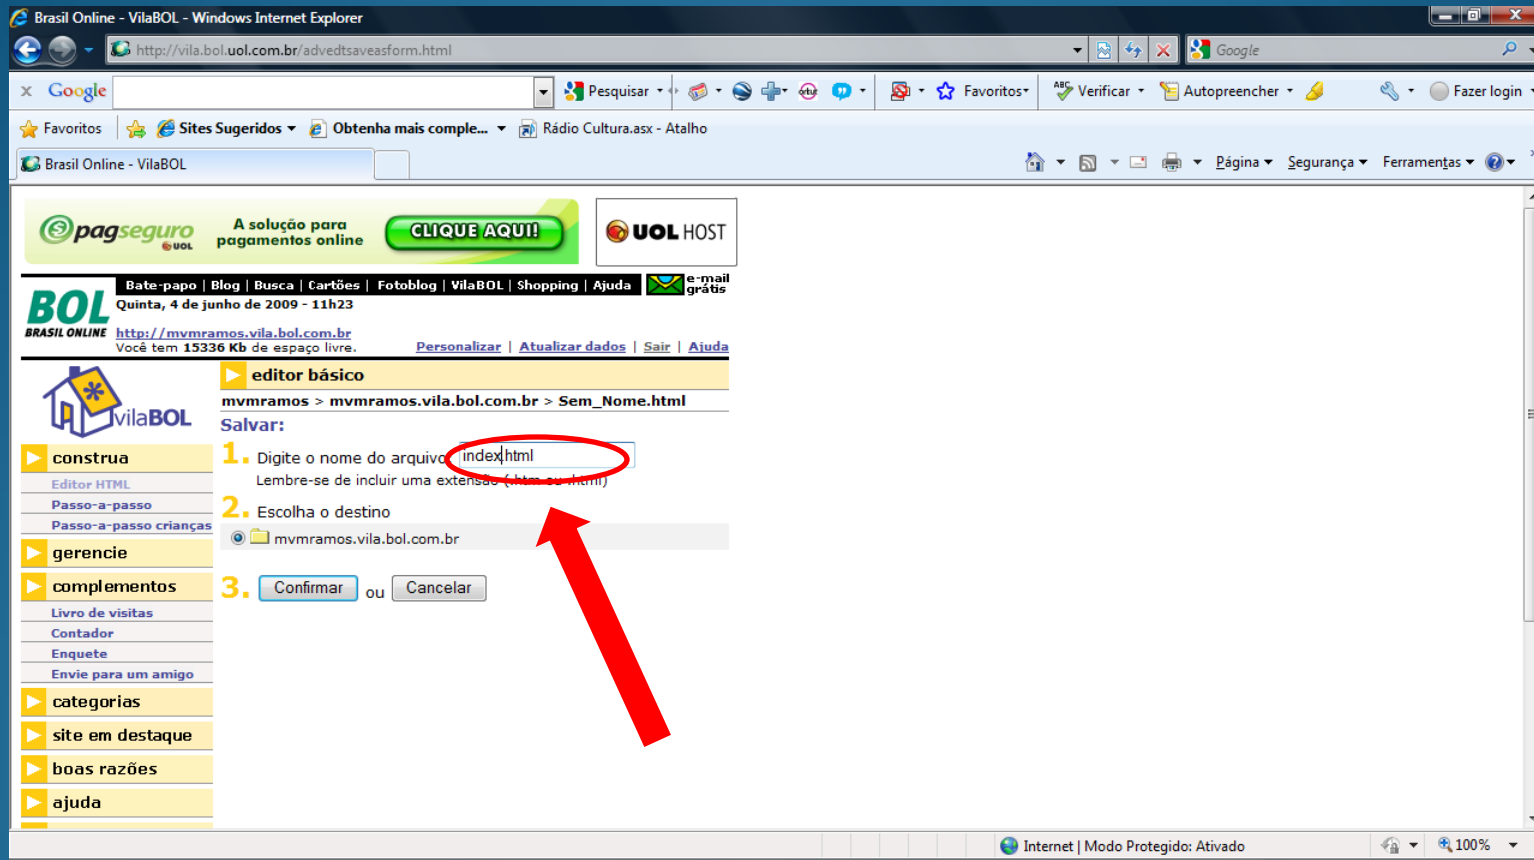 Brasil Online - VilaBOL - Windows Internet Explorer
http://vila.bol.uol.com.br/advedtsaveasform.html
Google
x Google
Pesquisar
Favoritos
Verificar
Autopreencher
Fazer login
Favoritos
Sites Sugeridos
Obtenha mais comple...
Rádio Cultura.asx - Atalho
Brasil Online - VilaBOL
Página
Segurança
Ferramentas
pagseguro
UOL
A solução para
pagamentos online
CLIQUE AQUI!
UOL HOST
Bate-papo | Blog | Busca | Cartões | Fotoblog | VilaBOL | Shopping | Ajuda
e-mail
grátis
BOL
BRASIL ONLINE
Quinta, 4 de junho de 2009 - 11h23
http://mvmramos.vila.bol.com.br
Você tem 15336 Kb de espaço livre.
Personalizar | Atualizar dados | Sair | Ajuda
vilaBOL
editor básico
mvmramos > mvmramos.vila.bol.com.br > Sem_Nome.html
Salvar:
1. Digite o nome do arquivo index.html
Lembre-se de incluir uma extensão (.htm ou .html)
2. Escolha o destino
mvmramos.vila.bol.com.br
3. Confirmar ou Cancelar
construa
Editor HTML
Passo-a-passo
Passo-a-passo crianças
gerencie
complementos
Livro de visitas
Contador
Enquete
Envie para um amigo
categorias
site em destaque
boas razões
ajuda
Internet | Modo Protegido: Ativado
100%